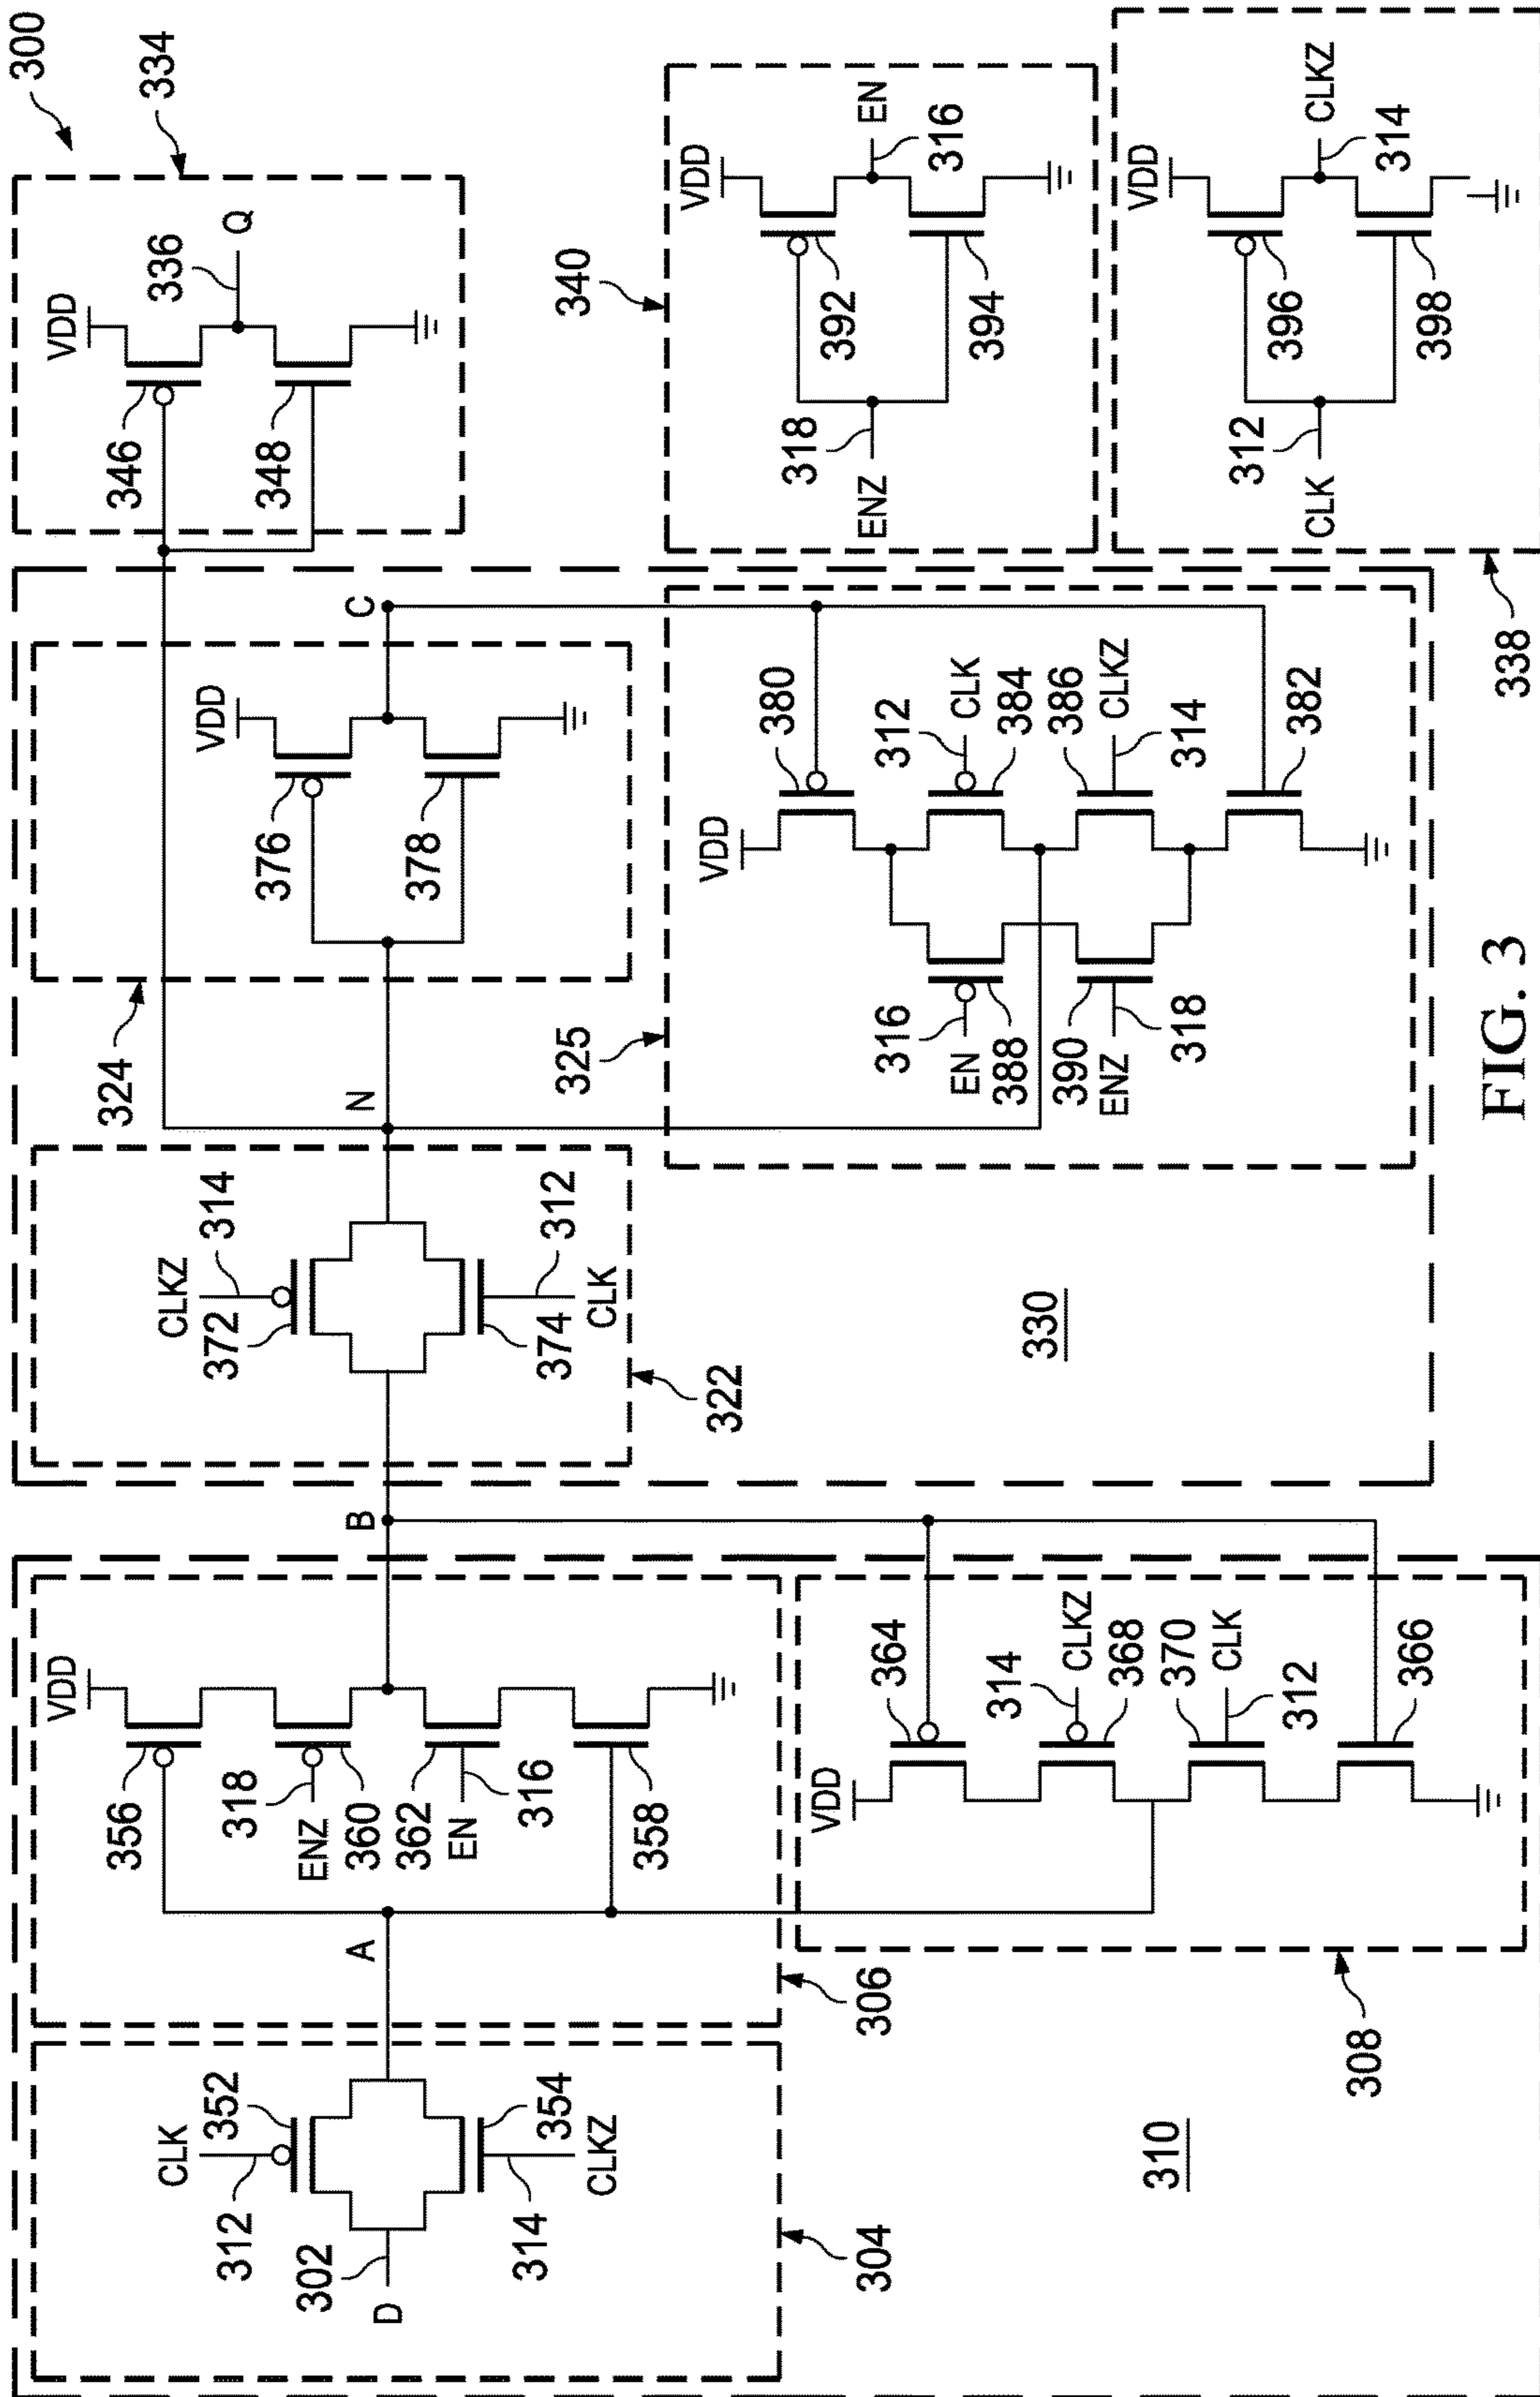 300
334
VDD
336
Q
346
348
340
VDD
EN
316
392
394
318
ENZ
VDD
CLKZ
314
396
398
312
CLK
338
324
VDD
376
378
C
N
325
VDD
380
312
CLK
384
386
CLKZ
314
382
316
EN
388
390
ENZ
318
CLKZ
314
372
374
312
CLK
322
330
B
VDD
356
318
ENZ
360
362
EN
316
358
A
306
VDD
364
314
CLKZ
368
370
CLK
312
366
308
CLK
352
312
302
D
354
314
CLKZ
304
310
FIG. 3